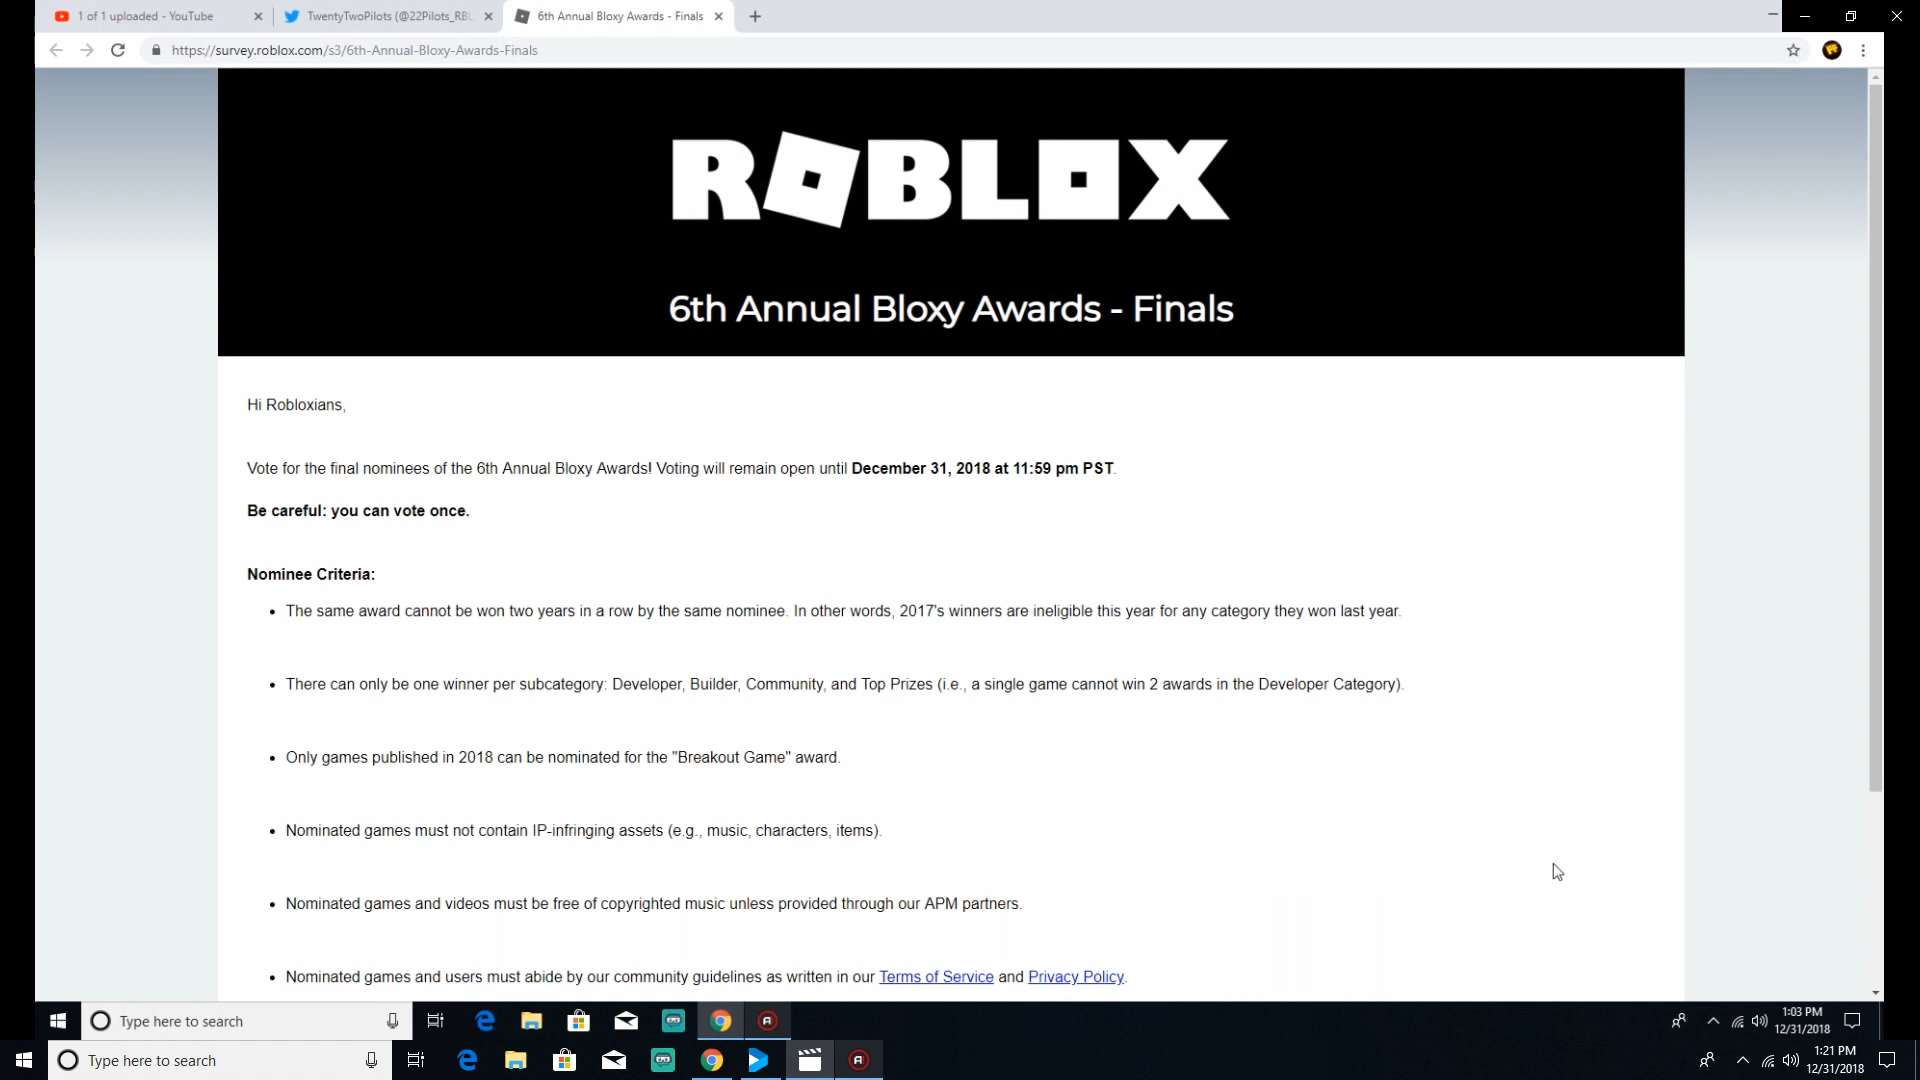 1 of 1 uploaded - YouTube
TwentyTwoPilots (@22Pilots_RBL
6th Annual Bloxy Awards - Finals
https://survey.roblox.com/s3/6th-Annual-Bloxy-Awards-Finals
ROBLOX
6th Annual Bloxy Awards - Finals
Hi Robloxians,
Vote for the final nominees of the 6th Annual Bloxy Awards! Voting will remain open until December 31, 2018 at 11:59 pm PST.
Be careful: you can vote once.
Nominee Criteria:
• The same award cannot be won two years in a row by the same nominee. In other words, 2017's winners are ineligible this year for any category they won last year.
• There can only be one winner per subcategory: Developer, Builder, Community, and Top Prizes (i.e., a single game cannot win 2 awards in the Developer Category).
• Only games published in 2018 can be nominated for the "Breakout Game" award.
• Nominated games must not contain IP-infringing assets (e.g., music, characters, items).
• Nominated games and videos must be free of copyrighted music unless provided through our APM partners.
• Nominated games and users must abide by our community guidelines as written in our Terms of Service and Privacy Policy.
Type here to search
1:03 PM
12/31/2018
Type here to search
1:21 PM
12/31/2018